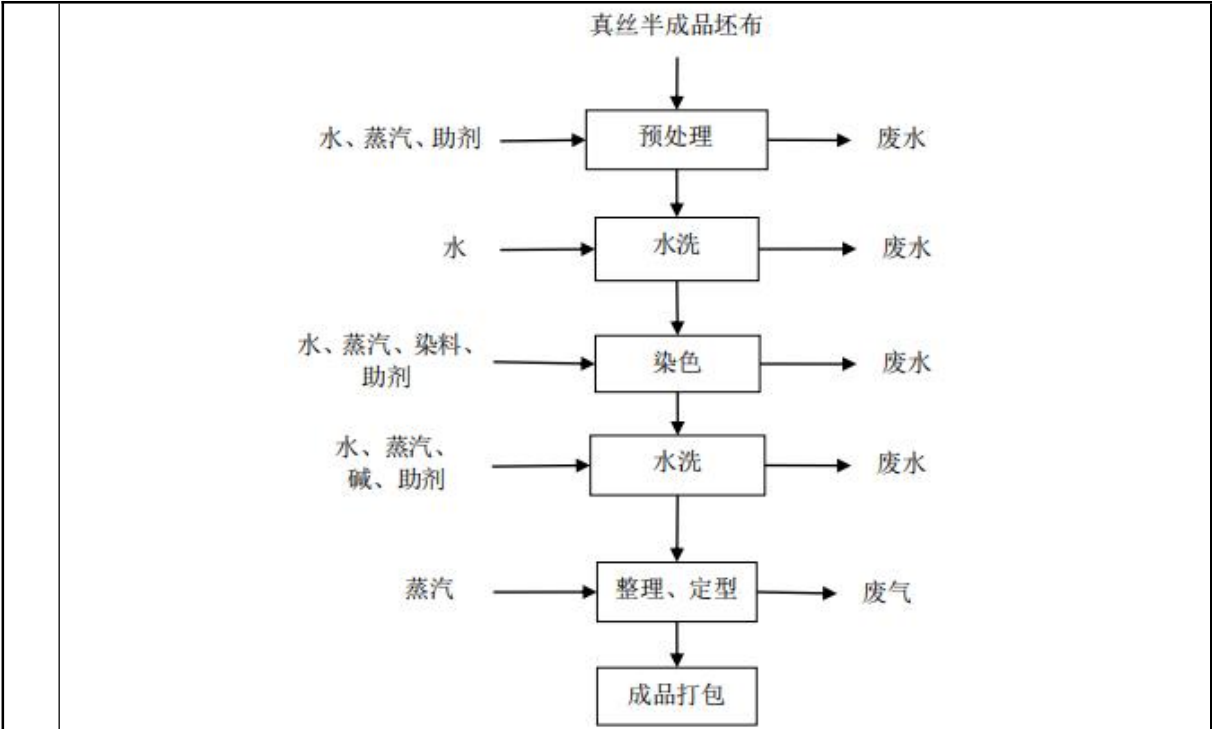 真丝半成品坯布
水、蒸汽、助剂
预处理
废水
水
水洗
废水
水、蒸汽、染料、
助剂
染色
废水
水、蒸汽、
碱、助剂
水洗
废水
蒸汽
整理、定型
废气
成品打包